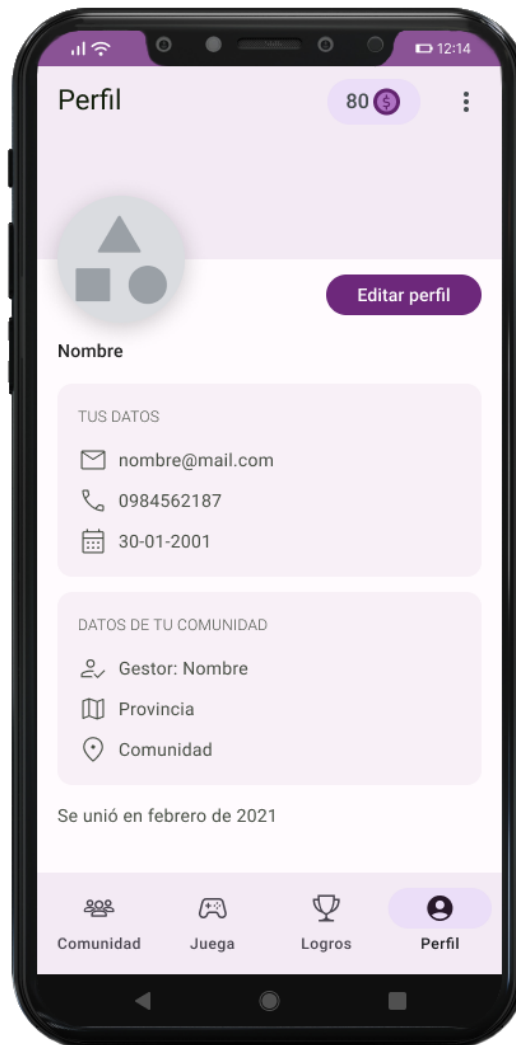 12:14
Perfil
80 $
Editar perfil
Nombre
TUS DATOS
nombre@mail.com
0984562187
30-01-2001
DATOS DE TU COMUNIDAD
Gestor: Nombre
Provincia
Comunidad
Se unió en febrero de 2021
Comunidad
Juega
Logros
Perfil